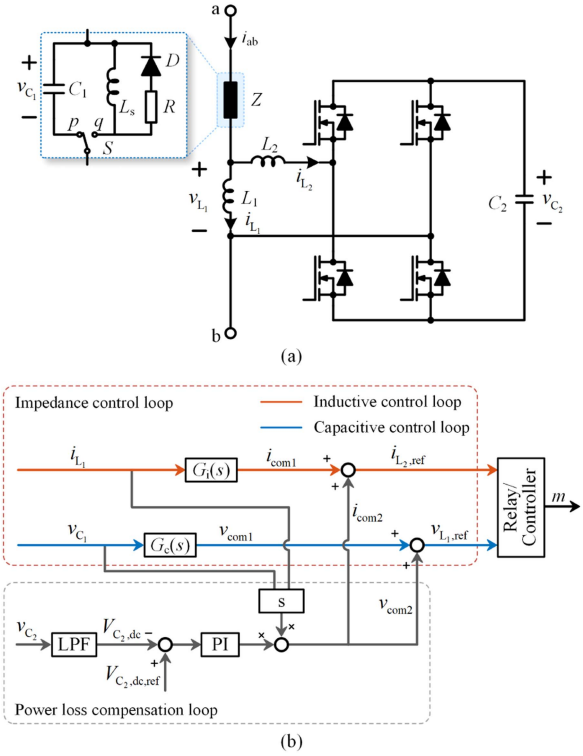 a
i_ab
+
v_C1
−
C_1
L_s
D
R
p
q
S
Z
+
v_L1
−
L_1
i_L1
L_2
i_L2
C_2
+
v_C2
−
b
(a)
Impedance control loop
Inductive control loop
Capacitive control loop
i_L1
G_i(s)
i_com1
+
+
i_L2,ref
i_com2
v_C1
G_c(s)
v_com1
+
+
v_L1,ref
Relay/
Controller
m
s
v_com2
v_C2
LPF
V_C2,dc
−
+
PI
×
×
V_C2,dc,ref
Power loss compensation loop
(b)